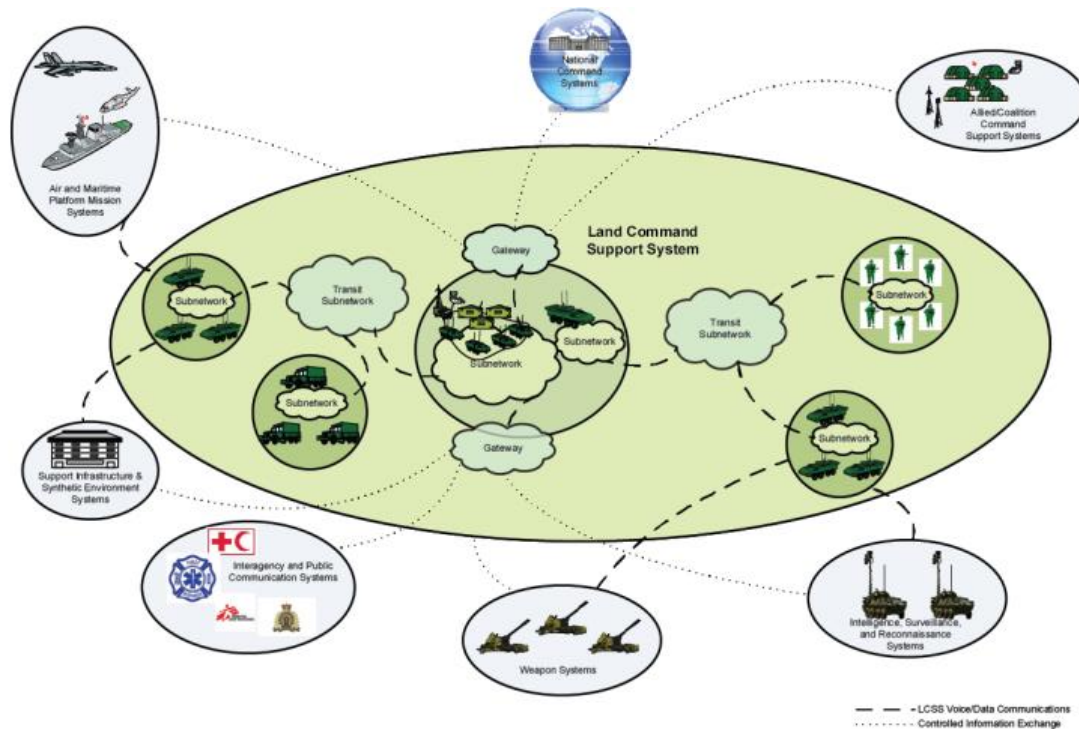 National
Command
Systems
Allied/Coalition
Command
Support Systems
Air and Maritime
Platform Mission
Systems
Land Command
Support System
Gateway
Subnetwork
Transit
Subnetwork
Subnetwork
Subnetwork
Subnetwork
Transit
Subnetwork
Subnetwork
Subnetwork
Gateway
Support Infrastructure &
Synthetic Environment
Systems
Interagency and Public
Communication Systems
Weapon Systems
Intelligence, Surveillance,
and Reconnaissance
Systems
LCSS Voice/Data Communications
Controlled Information Exchange